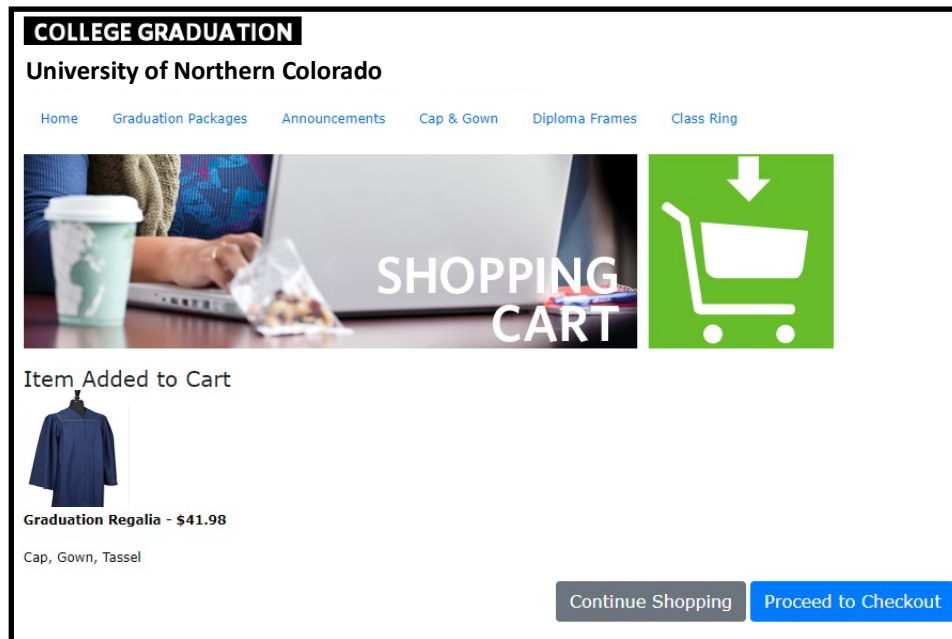 COLLEGE GRADUATION
University of Northern Colorado
Home Graduation Packages Announcements Cap & Gown Diploma Frames Class Ring
SHOPPING
CART
Item Added to Cart
Graduation Regalia - $41.98
Cap, Gown, Tassel
Continue Shopping Proceed to Checkout